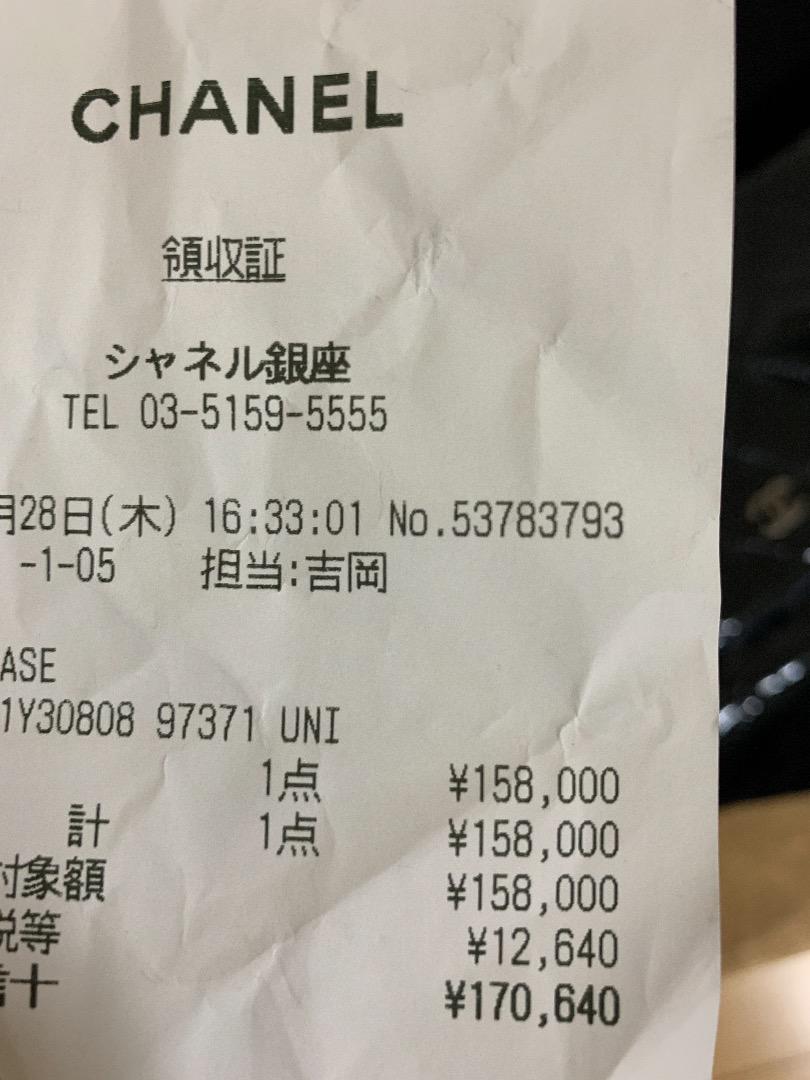 CHANEL
領収証
シャネル銀座
TEL 03-5159-5555
月28日(木) 16:33:01 No.53783793
-1-05 担当:吉岡
ASE
1Y30808 97371 UNI
1点 ¥158,000
計 1点 ¥158,000
対象額 ¥158,000
税等 ¥12,640
計 ¥170,640